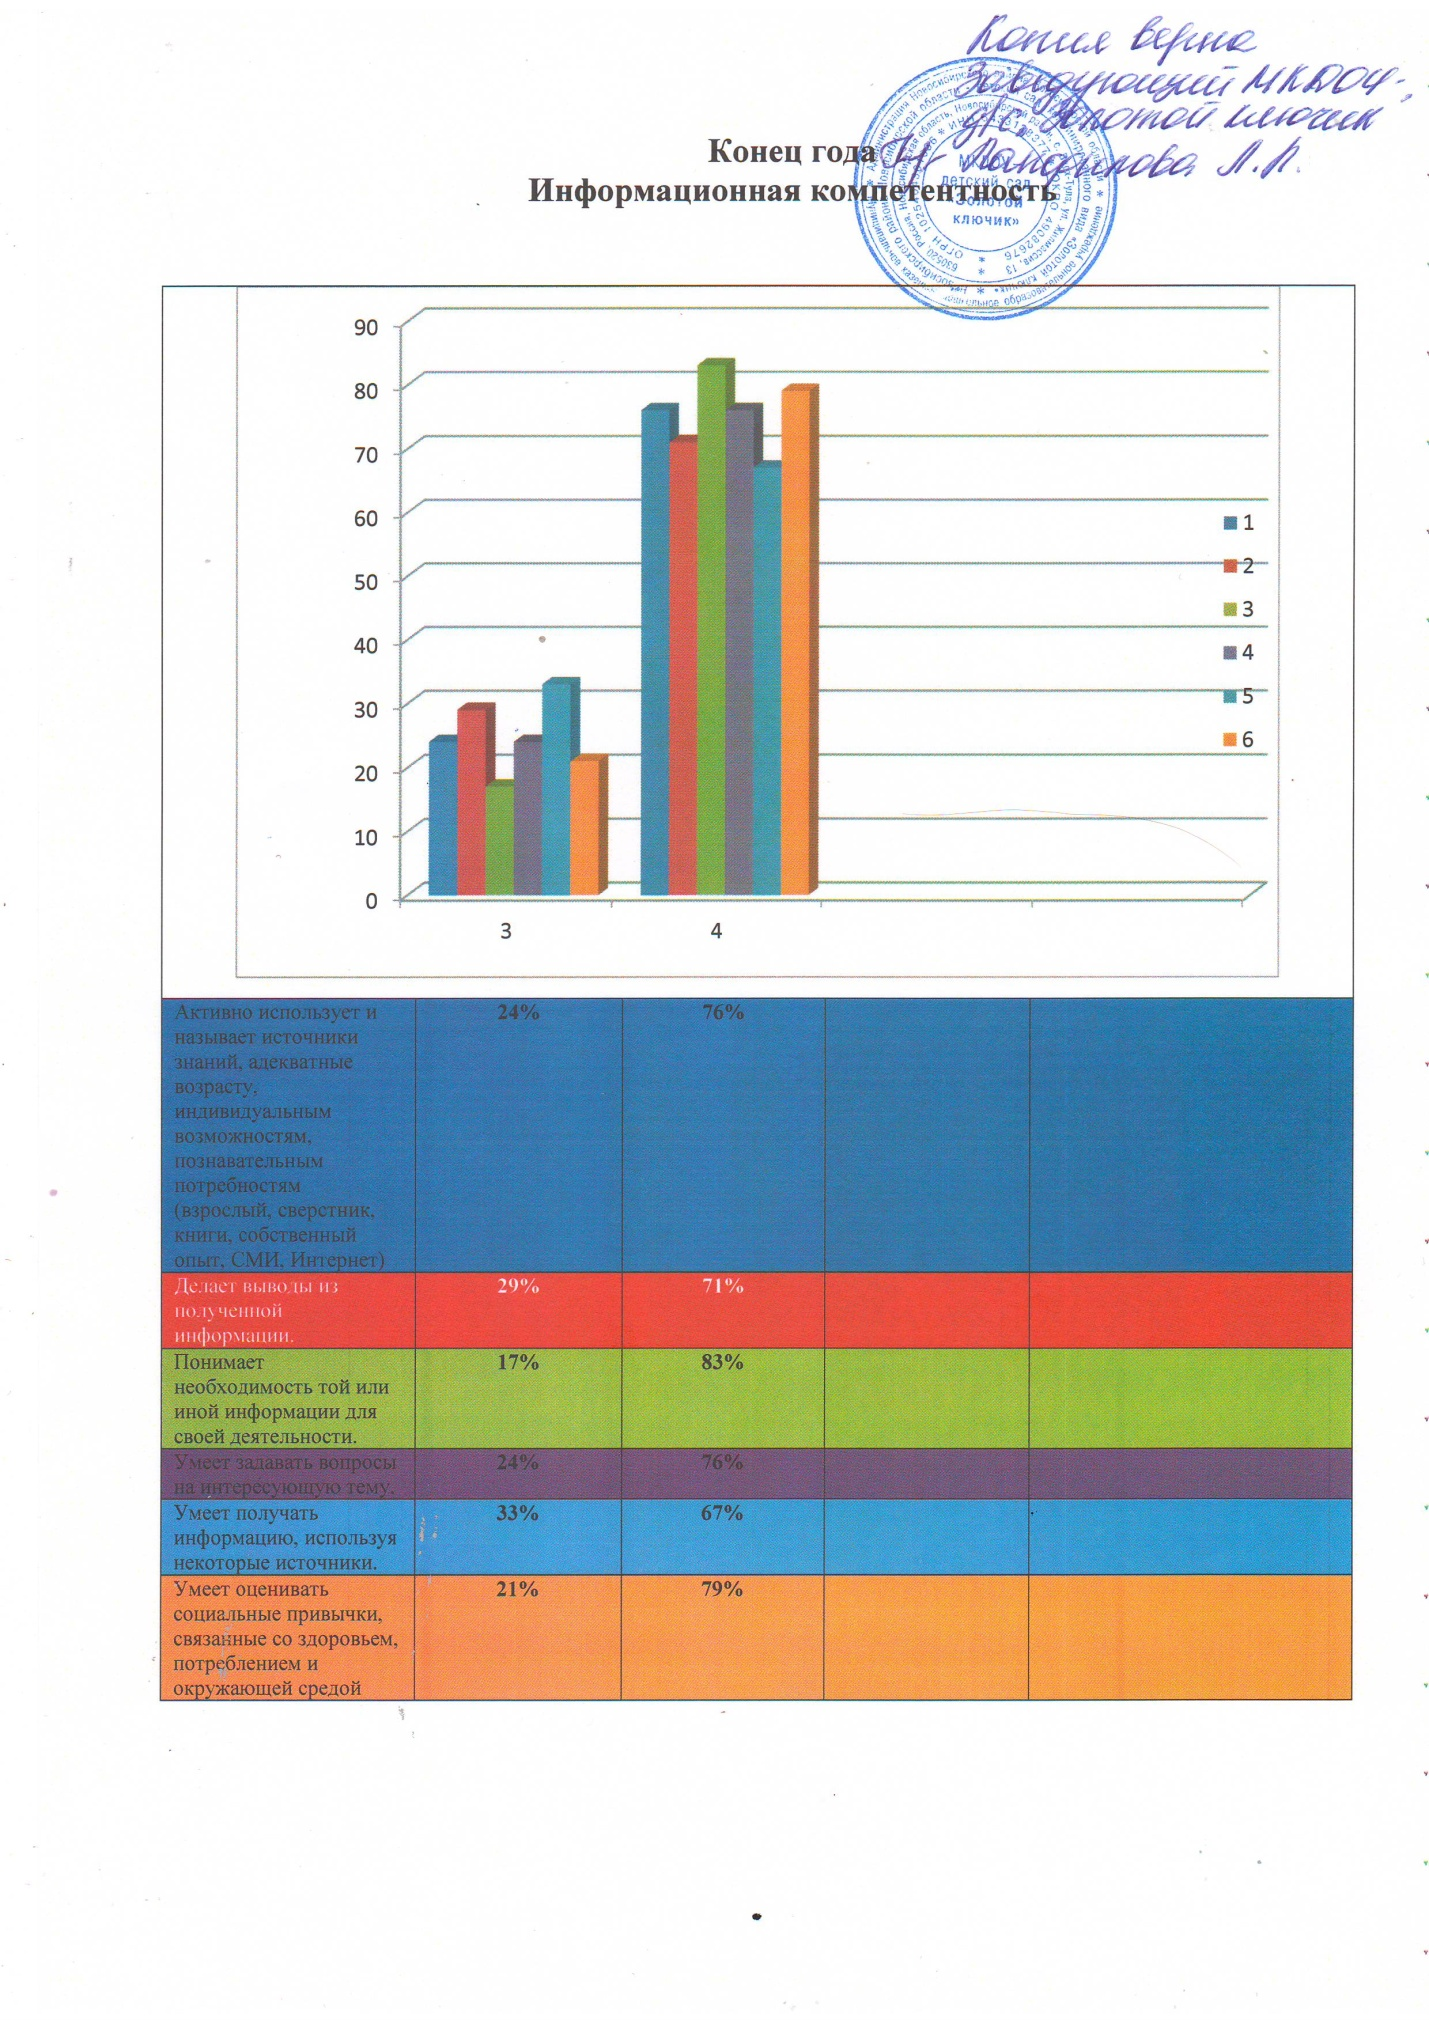 Копия верна
Заведующий МКДОУ-
д/с "Золотой ключик"
Конец года
Информационная компетентность
МКДОУ
детский сад
«Золотой
ключик»
90
80
70
60
50
40
30
20
10
0
3
4
1
2
3
4
5
6
Активно использует и 24% 76%
называет источники
знаний, адекватные
возрасту,
индивидуальным
возможностям,
познавательным
потребностям
(взрослый, сверстник,
книги, собственный
опыт, СМИ, Интернет)
Делает выводы из 29% 71%
полученной
информации.
Понимает 17% 83%
необходимость той или
иной информации для
своей деятельности.
Умеет задавать вопросы 24% 76%
на интересующую тему.
Умеет получать 33% 67%
информацию, используя
некоторые источники.
Умеет оценивать 21% 79%
социальные привычки,
связанные со здоровьем,
потреблением и
окружающей средой